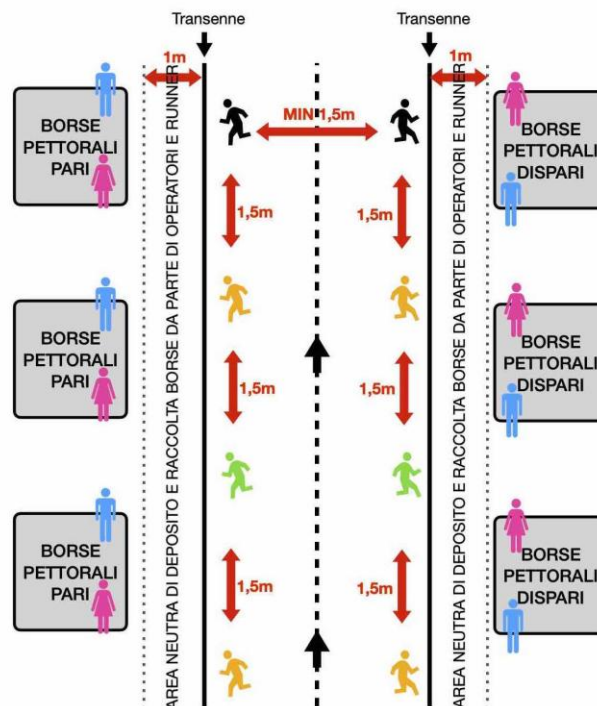 Transenne
Transenne
1m
1m
BORSE
PETTORALI
PARI
AREA NEUTRA DI DEPOSITO E RACCOLTA BORSE DA PARTE DI OPERATORI E RUNNER
MIN 1,5m
AREA NEUTRA DI DEPOSITO E RACCOLTA BORSE DA PARTE DI OPERATORI E RUNNER
BORSE
PETTORALI
DISPARI
1,5m
1,5m
BORSE
PETTORALI
PARI
BORSE
PETTORALI
DISPARI
1,5m
1,5m
BORSE
PETTORALI
PARI
BORSE
PETTORALI
DISPARI
1,5m
1,5m